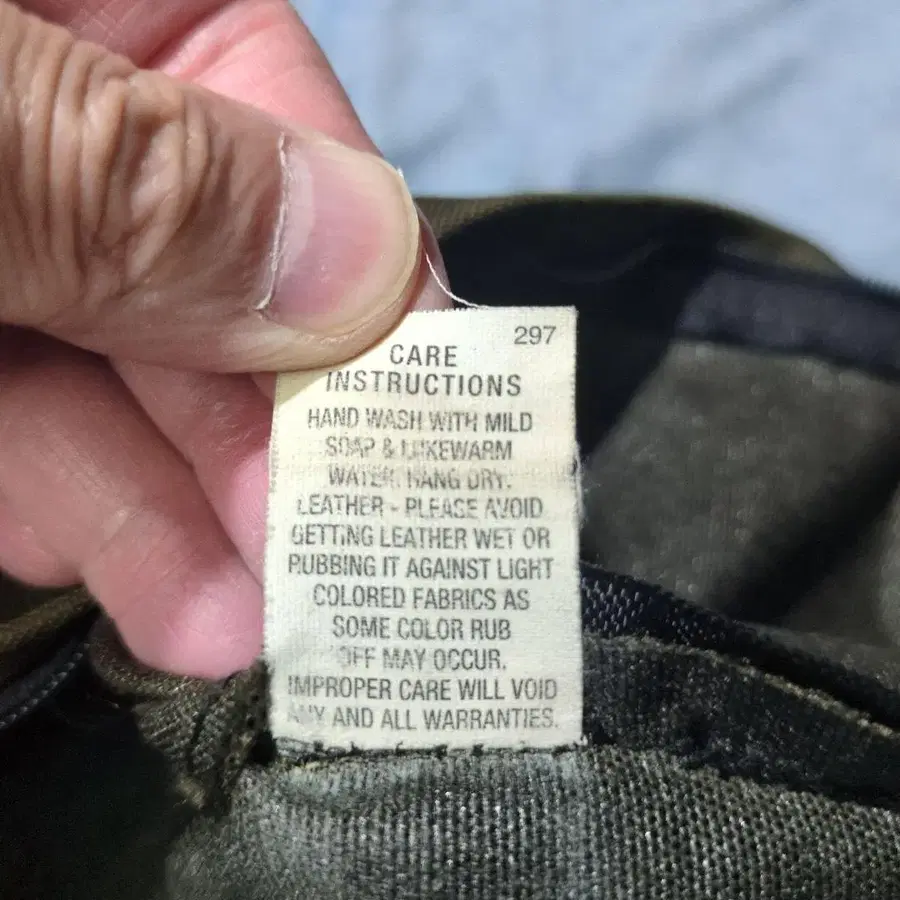 297
CARE
INSTRUCTIONS
HAND WASH WITH MILD
SOAP & LUKEWARM
WATER. HANG DRY.
LEATHER - PLEASE AVOID
GETTING LEATHER WET OR
RUBBING IT AGAINST LIGHT
COLORED FABRICS AS
SOME COLOR RUB
OFF MAY OCCUR.
IMPROPER CARE WILL VOID
ANY AND ALL WARRANTIES.